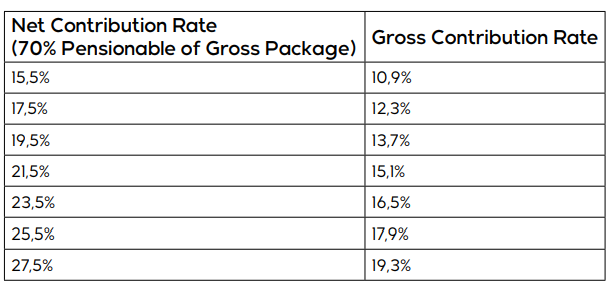 Net Contribution Rate
(70% Pensionable of Gross Package)
Gross Contribution Rate
15,5% 10,9%
17,5% 12,3%
19,5% 13,7%
21,5% 15,1%
23,5% 16,5%
25,5% 17,9%
27,5% 19,3%